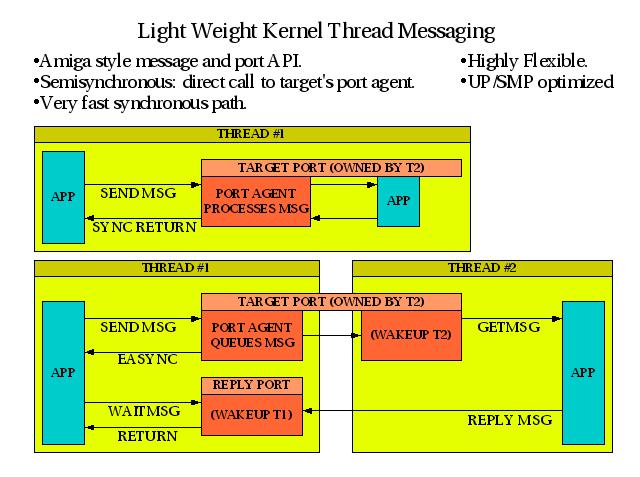 Light Weight Kernel Thread Messaging
•Amiga style message and port API.
•Semisynchronous: direct call to target's port agent.
•Very fast synchronous path.
•Highly Flexible.
•UP/SMP optimized
THREAD #1
TARGET PORT (OWNED BY T2)
APP
SEND MSG
PORT AGENT
PROCESSES MSG
APP
SYNC RETURN
THREAD #1
THREAD #2
TARGET PORT (OWNED BY T2)
SEND MSG
PORT AGENT
QUEUES MSG
(WAKEUP T2)
GETMSG
EASYNC
APP
APP
REPLY PORT
WAITMSG
(WAKEUP T1)
REPLY MSG
RETURN